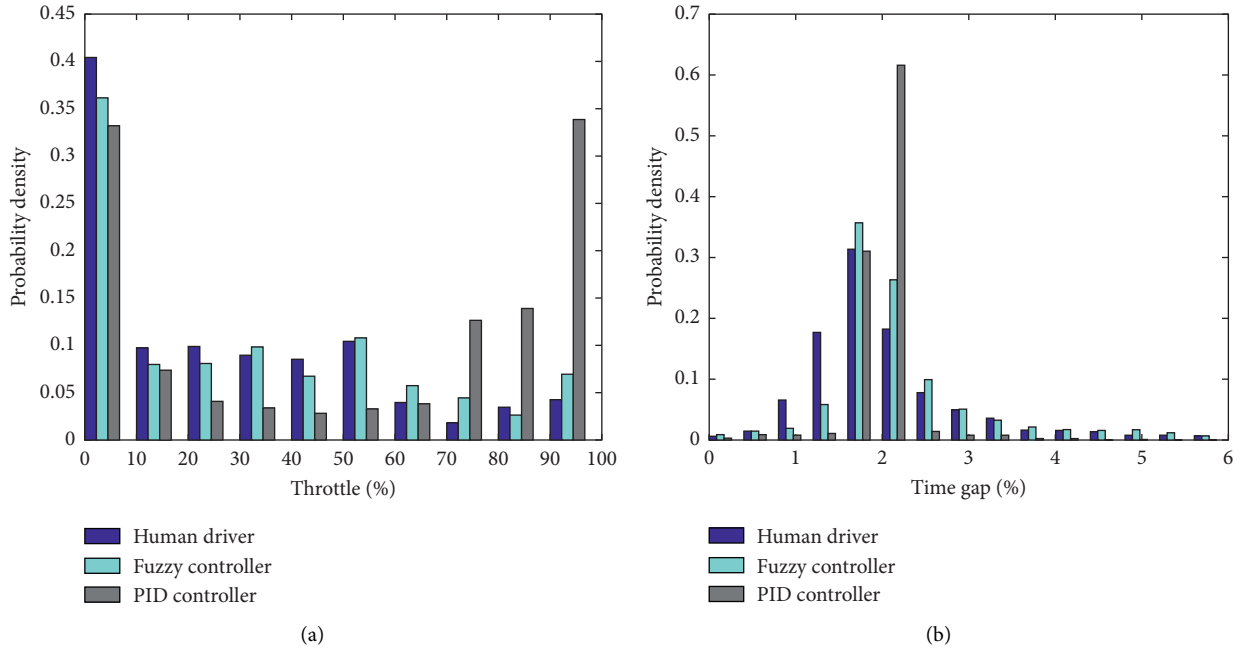 0.45
0.4
0.35
0.3
0.25
0.2
0.15
0.1
0.05
0
Probability density
0 10 20 30 40 50 60 70 80 90 100
Throttle (%)
Human driver
Fuzzy controller
PID controller
(a)
0.7
0.6
0.5
0.4
0.3
0.2
0.1
0
Probability density
0 1 2 3 4 5 6
Time gap (%)
Human driver
Fuzzy controller
PID controller
(b)